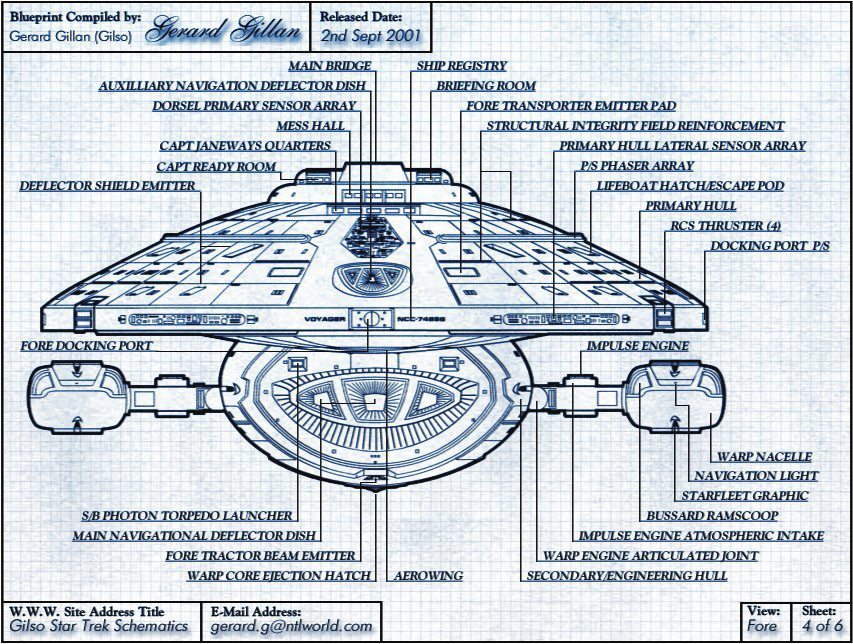 Blueprint Compiled by:
Gerard Gillan (Gilso)
Gerard Gillan
Released Date:
2nd Sept 2001
MAIN BRIDGE
AUXILLIARY NAVIGATION DEFLECTOR DISH
DORSEL PRIMARY SENSOR ARRAY
MESS HALL
CAPT JANEWAYS QUARTERS
CAPT READY ROOM
DEFLECTOR SHIELD EMITTER
SHIP REGISTRY
BRIEFING ROOM
FORE TRANSPORTER EMITTER PAD
STRUCTURAL INTEGRITY FIELD REINFORCEMENT
PRIMARY HULL LATERAL SENSOR ARRAY
P/S PHASER ARRAY
LIFEBOAT HATCH/ESCAPE POD
PRIMARY HULL
RCS THRUSTER (4)
DOCKING PORT P/S
VOYAGER NCC-74656
FORE DOCKING PORT
IMPULSE ENGINE
WARP NACELLE
NAVIGATION LIGHT
STARFLEET GRAPHIC
BUSSARD RAMSCOOP
IMPULSE ENGINE ATMOSPHERIC INTAKE
WARP ENGINE ARTICULATED JOINT
SECONDARY/ENGINEERING HULL
S/B PHOTON TORPEDO LAUNCHER
MAIN NAVIGATIONAL DEFLECTOR DISH
FORE TRACTOR BEAM EMITTER
WARP CORE EJECTION HATCH
AEROWING
W.W.W. Site Address Title
Gilso Star Trek Schematics
E-Mail Address:
gerard.g@ntlworld.com
View:
Fore
Sheet:
4 of 6